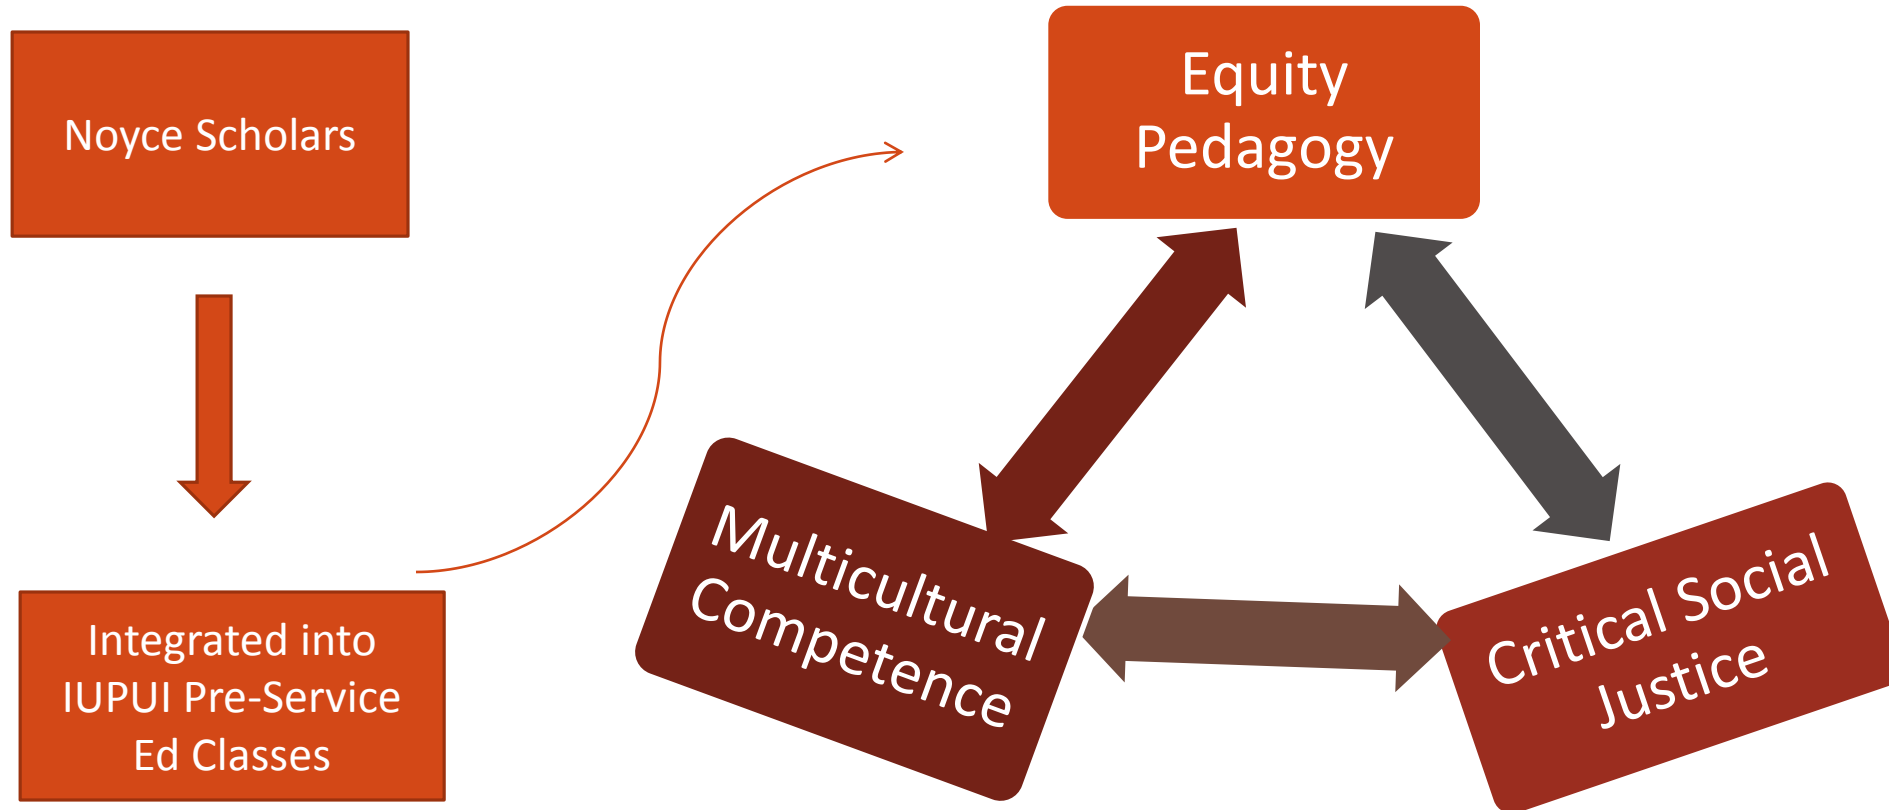 Noyce Scholars
Integrated into
IUPUI Pre-Service
Ed Classes
Equity
Pedagogy
Multicultural
Competence
Critical Social
Justice